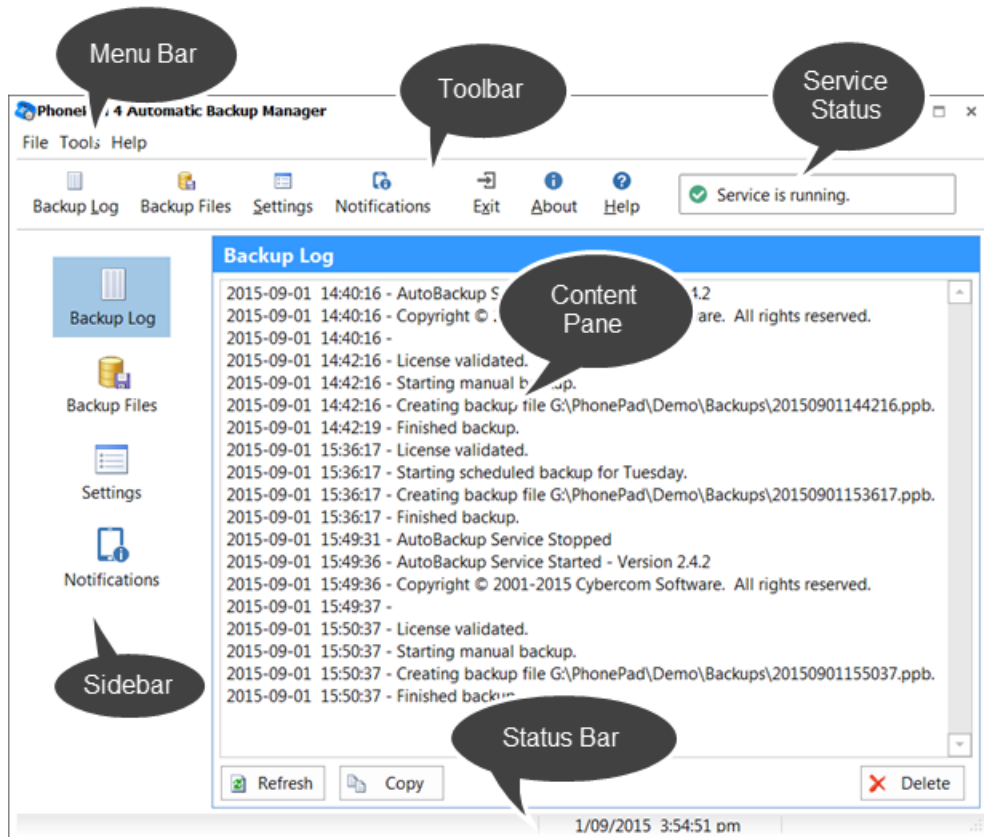 Menu Bar
Toolbar
Service
Status
4 Automatic Backup Manager
File Tools Help
Backup Log Backup Files Settings Notifications Exit About Help Service is running.
Backup Log
Backup Log
Backup Files
Settings
Notifications
Sidebar
Content
Pane
2015-09-01 14:40:16 - AutoBackup
2015-09-01 14:40:16 - Copyright © All rights reserved.
2015-09-01 14:40:16 -
2015-09-01 14:42:16 - License validated.
2015-09-01 14:42:16 - Starting manual
2015-09-01 14:42:16 - Creating backup file G:\PhonePad\Demo\Backups\20150901144216.ppb.
2015-09-01 14:42:19 - Finished backup.
2015-09-01 15:36:17 - License validated.
2015-09-01 15:36:17 - Starting scheduled backup for Tuesday.
2015-09-01 15:36:17 - Creating backup file G:\PhonePad\Demo\Backups\20150901153617.ppb.
2015-09-01 15:36:17 - Finished backup.
2015-09-01 15:49:31 - AutoBackup Service Stopped
2015-09-01 15:49:36 - AutoBackup Service Started - Version 2.4.2
2015-09-01 15:49:36 - Copyright © 2001-2015 Cybercom Software. All rights reserved.
2015-09-01 15:49:37 -
2015-09-01 15:50:37 - License validated.
2015-09-01 15:50:37 - Starting manual backup.
2015-09-01 15:50:37 - Creating backup file G:\PhonePad\Demo\Backups\20150901155037.ppb.
2015-09-01 15:50:37 - Finished backup
Status Bar
Refresh Copy Delete
1/09/2015 3:54:51 pm